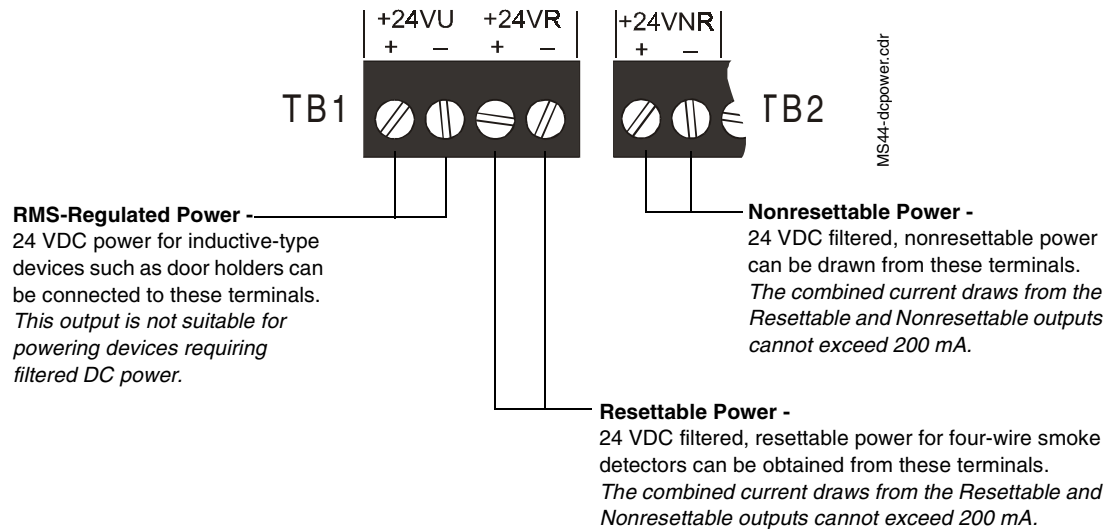 +24VU +24VR +24VNR
+ – + – + –
TB1 TB2
MS44-dcpower.cdr
RMS-Regulated Power -
24 VDC power for inductive-type
devices such as door holders can
be connected to these terminals.
This output is not suitable for
powering devices requiring
filtered DC power.
Nonresettable Power -
24 VDC filtered, nonresettable power
can be drawn from these terminals.
The combined current draws from the
Resettable and Nonresettable outputs
cannot exceed 200 mA.
Resettable Power -
24 VDC filtered, resettable power for four-wire smoke
detectors can be obtained from these terminals.
The combined current draws from the Resettable and
Nonresettable outputs cannot exceed 200 mA.